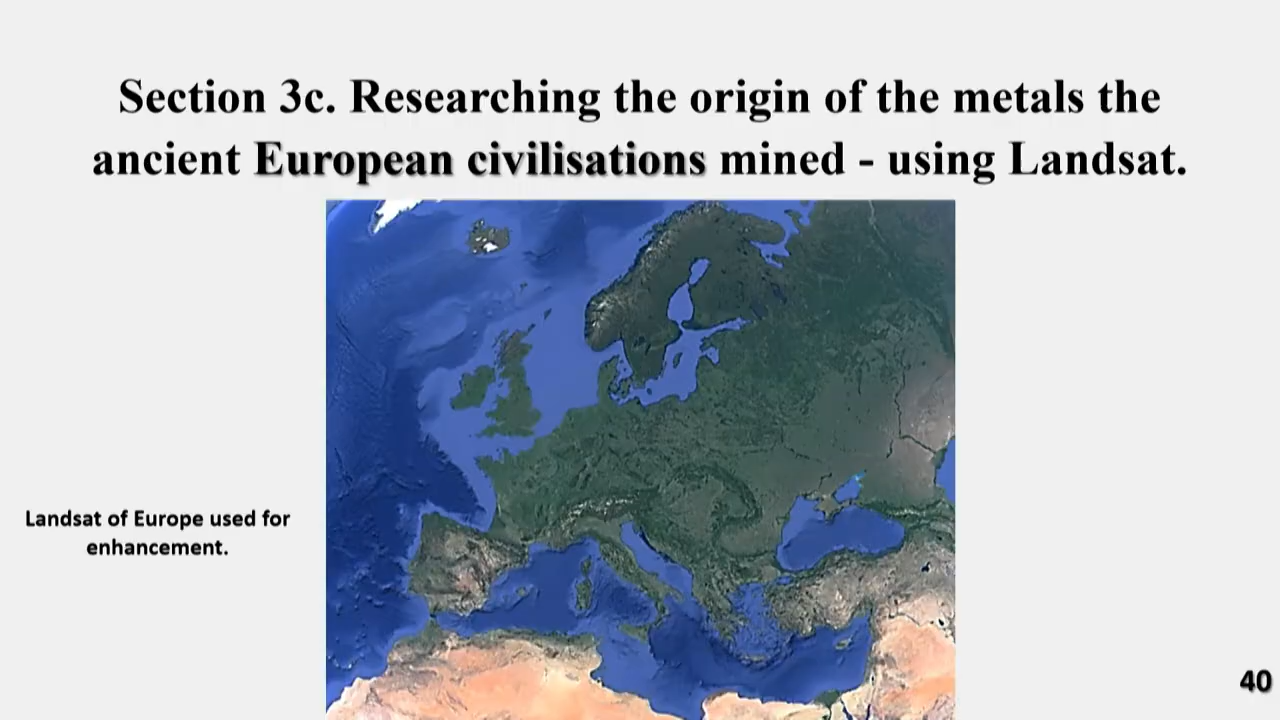 Section 3c. Researching the origin of the metals the
ancient European civilisations mined - using Landsat.
Landsat of Europe used for
enhancement.
40